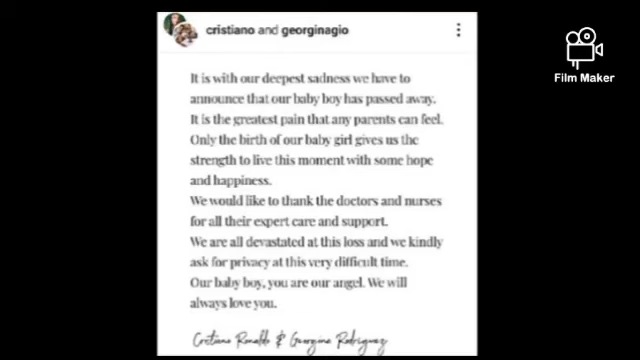 cristiano and georginagio
Film Maker
It is with our deepest sadness we have to
announce that our baby boy has passed away.
It is the greatest pain that any parents can feel.
Only the birth of our baby girl gives us the
strength to live this moment with some hope
and happiness.
We would like to thank the doctors and nurses
for all their expert care and support.
We are all devastated at this loss and we kindly
ask for privacy at this very difficult time.
Our baby boy, you are our angel. We will
always love you.
Cristiano Ronaldo & Georgina Rodriguez